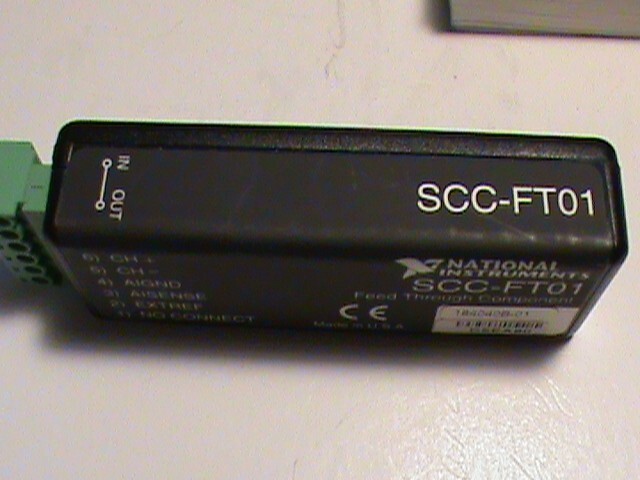 IN
OUT
SCC-FT01
6) CH +
5) CH -
4) AIGND
3) AISENSE
2) EXTREF
1) NO CONNECT
NATIONAL
INSTRUMENTS
SCC-FT01
Feed Through Component
CE
Made in U.S.A.